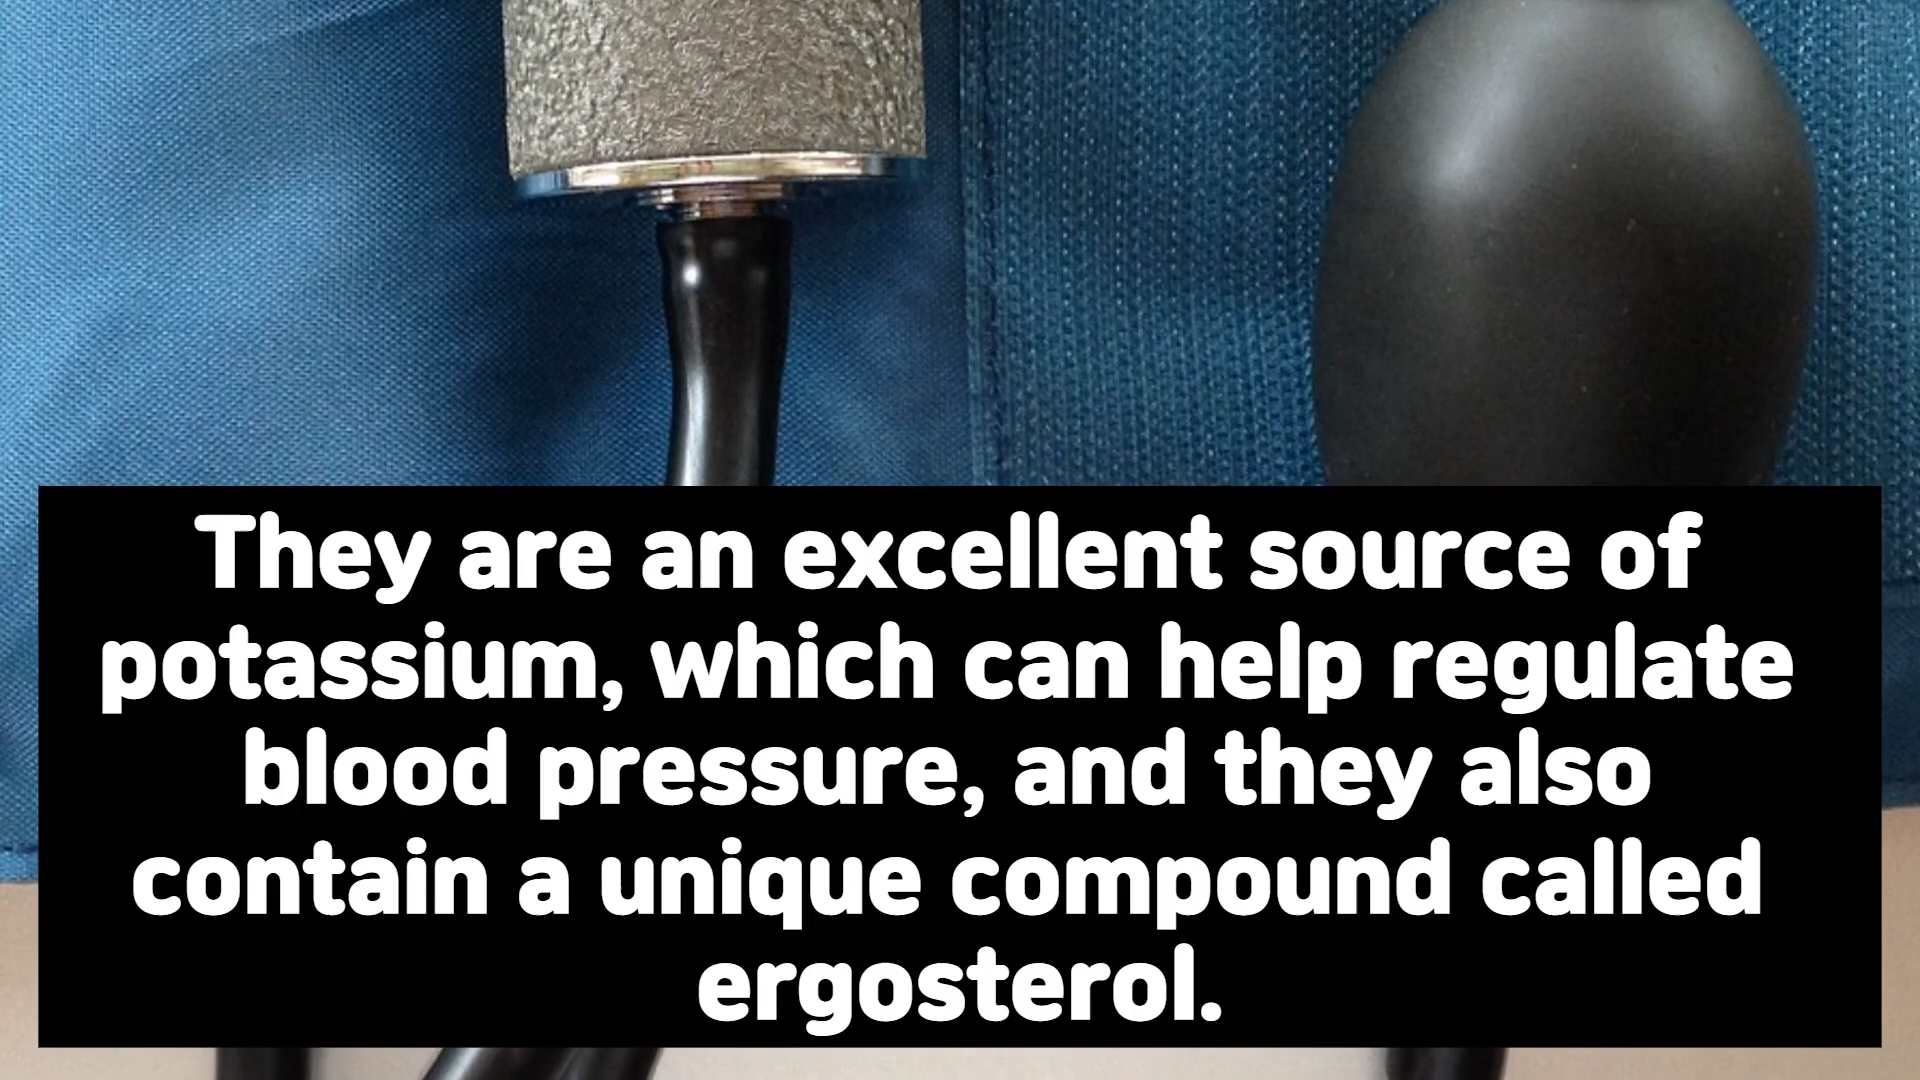 They are an excellent source of
potassium, which can help regulate
blood pressure, and they also
contain a unique compound called
ergosterol.